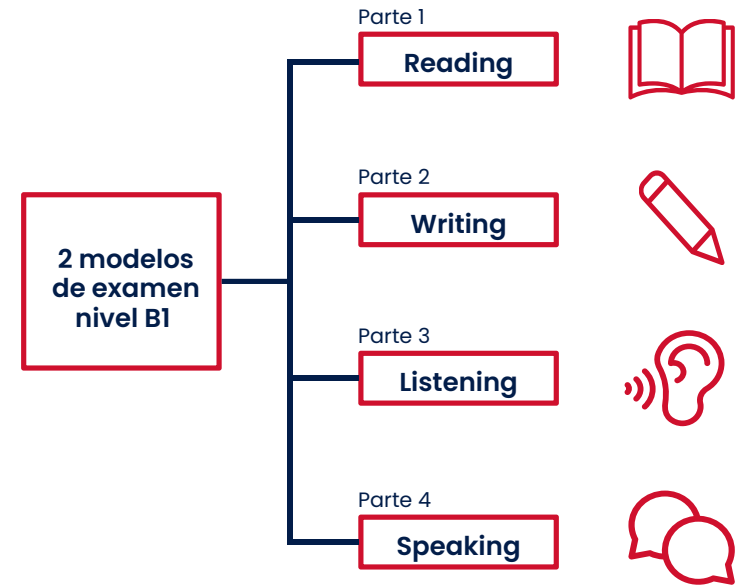 Parte 1
Reading
Parte 2
Writing
2 modelos
de examen
nivel B1
Parte 3
Listening
Parte 4
Speaking